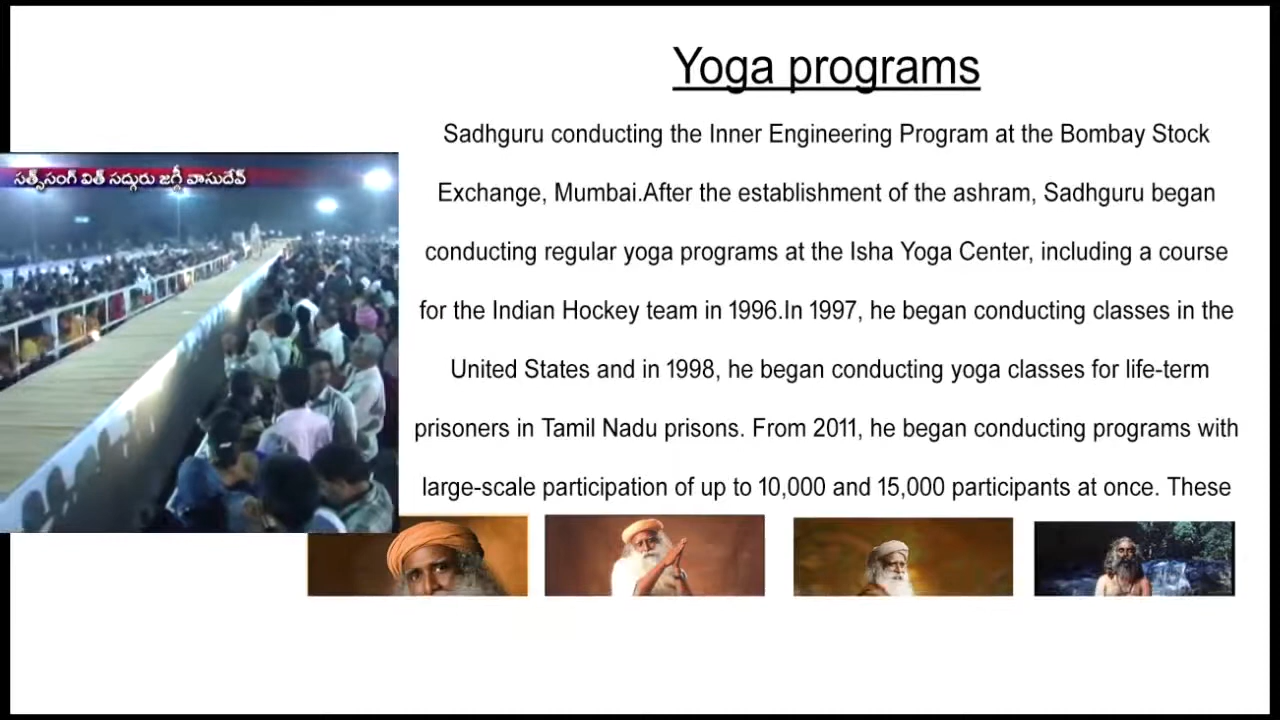 Yoga programs
Sadhguru conducting the Inner Engineering Program at the Bombay Stock
Exchange, Mumbai.After the establishment of the ashram, Sadhguru began
conducting regular yoga programs at the Isha Yoga Center, including a course
for the Indian Hockey team in 1996.In 1997, he began conducting classes in the
United States and in 1998, he began conducting yoga classes for life-term
prisoners in Tamil Nadu prisons. From 2011, he began conducting programs with
large-scale participation of up to 10,000 and 15,000 participants at once. These
సత్సంగ్ విత్ సద్గురు జగ్గీ వాసుదేవ్